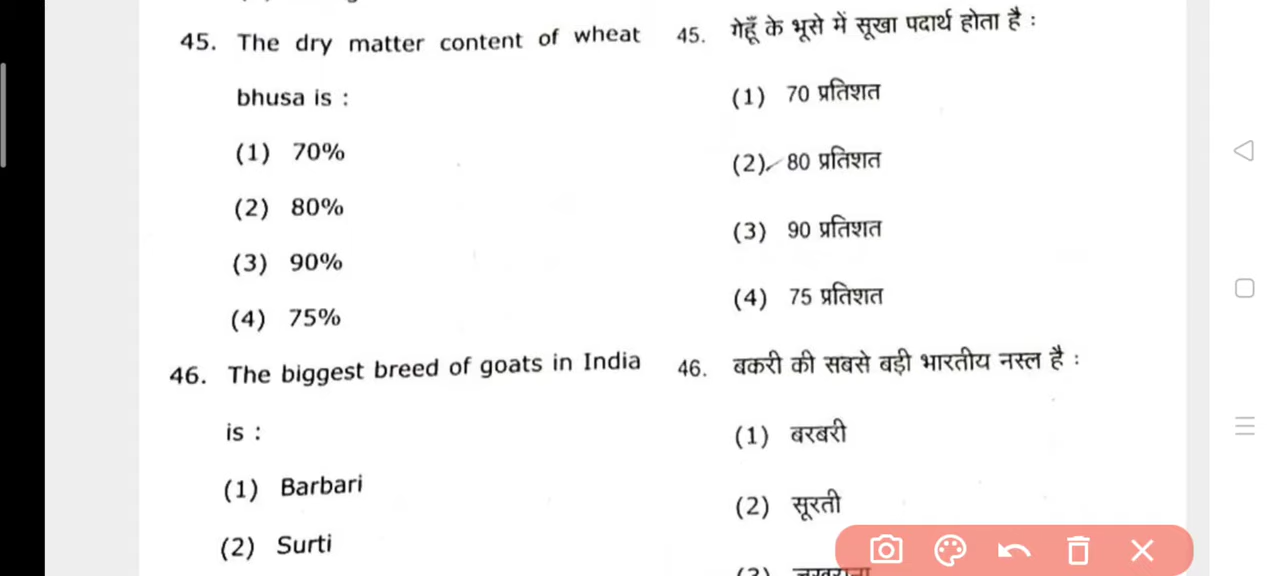 45. The dry matter content of wheat
bhusa is :
(1) 70%
(2) 80%
(3) 90%
(4) 75%
46. The biggest breed of goats in India
is :
(1) Barbari
(2) Surti
45. गेहूँ के भूसे में सूखा पदार्थ होता है :
(1) 70 प्रतिशत
(2) 80 प्रतिशत
(3) 90 प्रतिशत
(4) 75 प्रतिशत
46. बकरी की सबसे बड़ी भारतीय नस्ल है :
(1) बरबरी
(2) सूरती